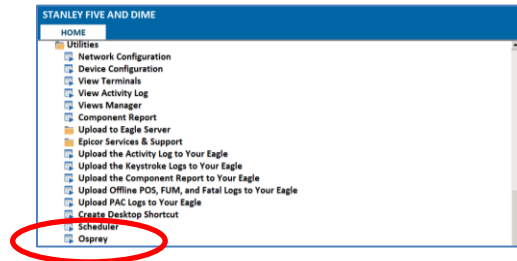 STANLEY FIVE AND DIME
HOME
Utilities
Network Configuration
Device Configuration
View Terminals
View Activity Log
Views Manager
Component Report
Upload to Eagle Server
Epicor Services & Support
Upload the Activity Log to Your Eagle
Upload the Keystroke Logs to Your Eagle
Upload the Component Report to Your Eagle
Upload Offline POS, FUM, and Fatal Logs to Your Eagle
Upload PAC Logs to Your Eagle
Create Desktop Shortcut
Scheduler
Osprey